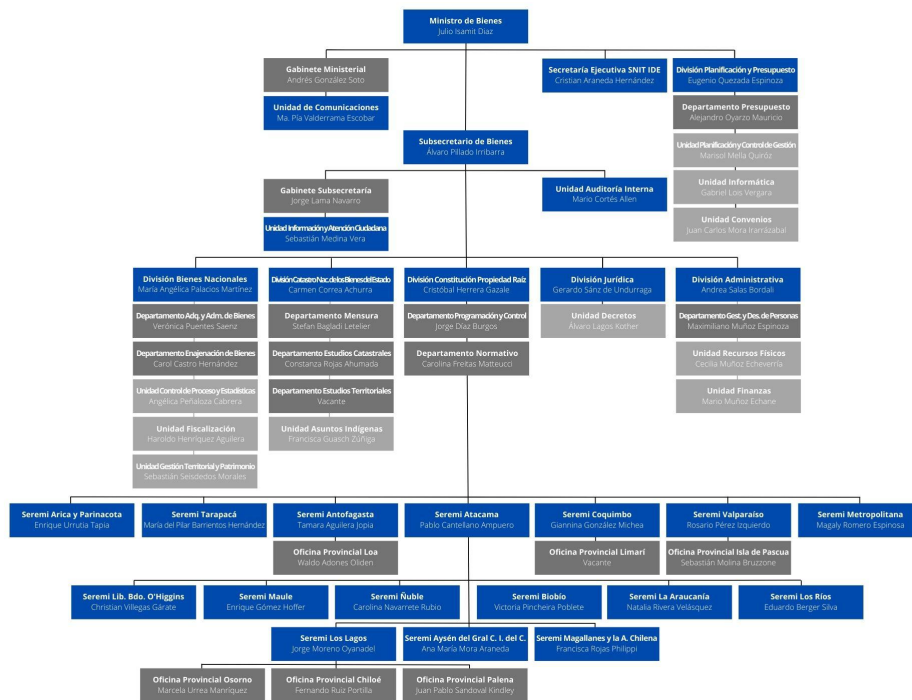 Ministro de Bienes
Julio Isamit Díaz
Gabinete Ministerial
Andrés González Soto
Unidad de Comunicaciones
Ma. Pía Valderrama Escobar
Secretaría Ejecutiva SNIT IDE
Cristian Araneda Hernández
División Planificación y Presupuesto
Eugenio Quezada Espinoza
Departamento Presupuesto
Alejandro Oyarzo Mauricio
Unidad Planificación y Control de Gestión
Marisol Mella Quiróz
Unidad Informática
Gabriel Lois Vergara
Unidad Convenios
Juan Carlos Mora Irarrázabal
Subsecretario de Bienes
Álvaro Pillado Irribarra
Gabinete Subsecretaría
Jorge Lama Navarro
Unidad Información y Atención Ciudadana
Sebastián Medina Vera
Unidad Auditoría Interna
Mario Cortés Allen
División Bienes Nacionales
María Angélica Palacios Martínez
Departamento Adq. y Adm. de Bienes
Verónica Puentes Saenz
Departamento Enajenación de Bienes
Carol Castro Hernández
Unidad Control de Proceso y Estadísticas
Angélica Peñaloza Cabrera
Unidad Fiscalización
Haroldo Henríquez Aguilera
Unidad Gestión Territorial y Patrimonio
Sebastián Seisdedos Morales
División Catastro Nac. de los Bienes del Estado
Carmen Correa Achurra
Departamento Mensura
Stefan Bagladi Letelier
Departamento Estudios Catastrales
Constanza Rojas Ahumada
Departamento Estudios Territoriales
Vacante
Unidad Asuntos Indígenas
Francisca Guasch Zúñiga
División Constitución Propiedad Raíz
Cristóbal Herrera Gazale
Departamento Programación y Control
Jorge Díaz Burgos
Departamento Normativo
Carolina Freitas Matteucci
División Jurídica
Gerardo Sánz de Undurraga
Unidad Decretos
Álvaro Lagos Kother
División Administrativa
Andrea Salas Bordali
Departamento Gest. y Des. de Personas
Maximiliano Muñoz Espinoza
Unidad Recursos Físicos
Cecilia Muñoz Echeverría
Unidad Finanzas
Mario Muñoz Echane
Seremi Arica y Parinacota
Enrique Urrutia Tapia
Seremi Tarapacá
María del Pilar Barrientos Hernández
Seremi Antofagasta
Tamara Aguilera Jopia
Seremi Atacama
Pablo Cantellano Ampuero
Seremi Coquimbo
Giannina González Michea
Seremi Valparaíso
Rosario Pérez Izquierdo
Seremi Metropolitana
Magaly Romero Espinosa
Oficina Provincial Loa
Waldo Adones Oliden
Oficina Provincial Limarí
Vacante
Oficina Provincial Isla de Pascua
Sebastián Molina Bruzzone
Seremi Lib. Bdo. O'Higgins
Christian Villegas Gárate
Seremi Maule
Enrique Gómez Hoffer
Seremi Ñuble
Carolina Navarrete Rubio
Seremi Biobío
Victoria Pincheira Poblete
Seremi La Araucanía
Natalia Rivera Velásquez
Seremi Los Ríos
Eduardo Berger Silva
Seremi Los Lagos
Jorge Moreno Oyanadel
Seremi Aysén del Gral C. I. del C.
Ana María Mora Araneda
Seremi Magallanes y la A. Chilena
Francisca Rojas Philippi
Oficina Provincial Osorno
Marcela Urrea Manríquez
Oficina Provincial Chiloé
Fernando Ruiz Portilla
Oficina Provincial Palena
Juan Pablo Sandoval Kindley